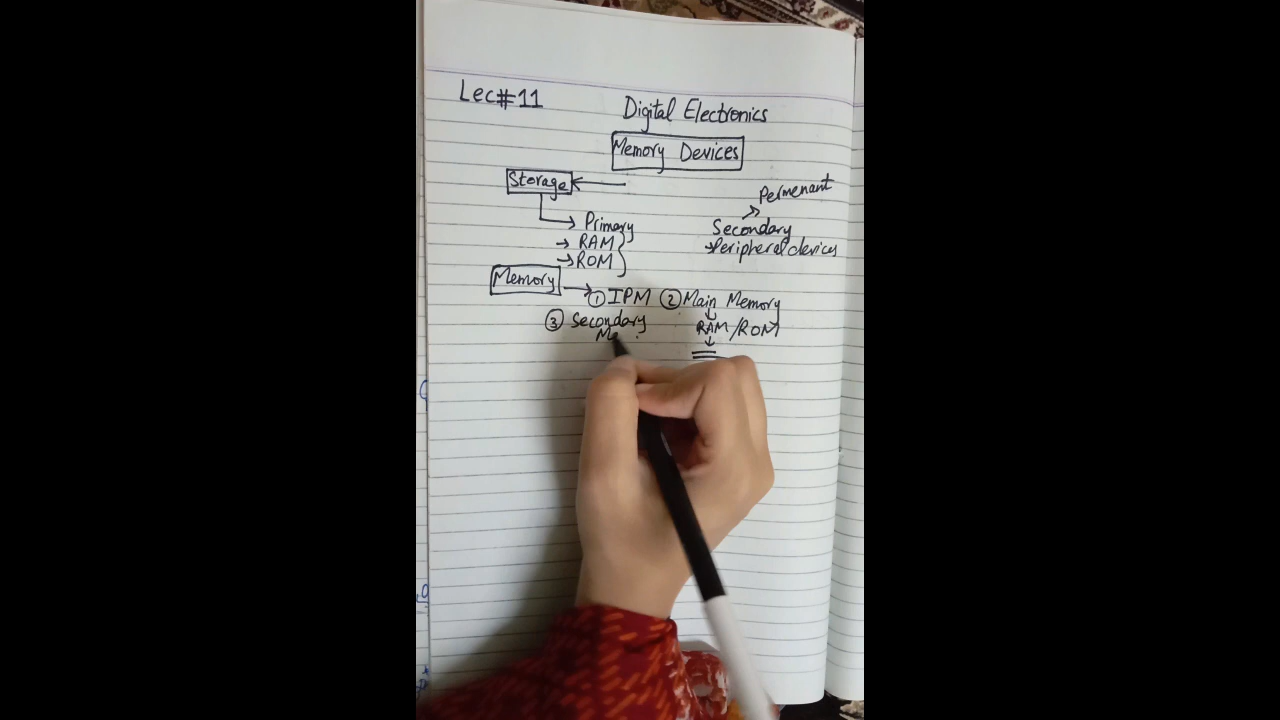 Lec#11
Digital Electronics
Memory Devices
Storage
Permenant
Primary
Secondary
→ RAM
→ Peripheral devices
→ ROM
Memory
① IPM ② Main Memory
③ Secondary
RAM/ROM
Me